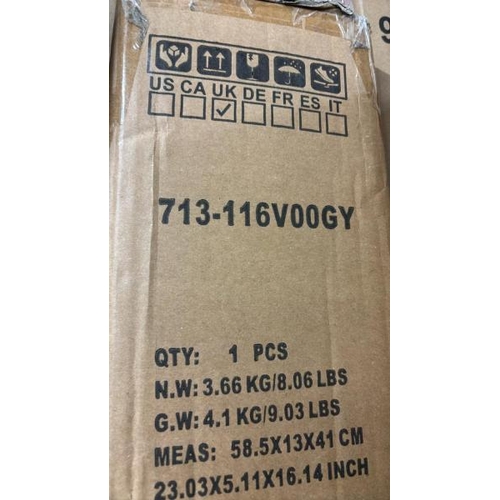 US CA UK DE FR ES IT
713-116V00GY
QTY: 1 PCS
N.W: 3.66 KG/8.06 LBS
G.W: 4.1 KG/9.03 LBS
MEAS: 58.5X13X41 CM
23.03X5.11X16.14 INCH
9